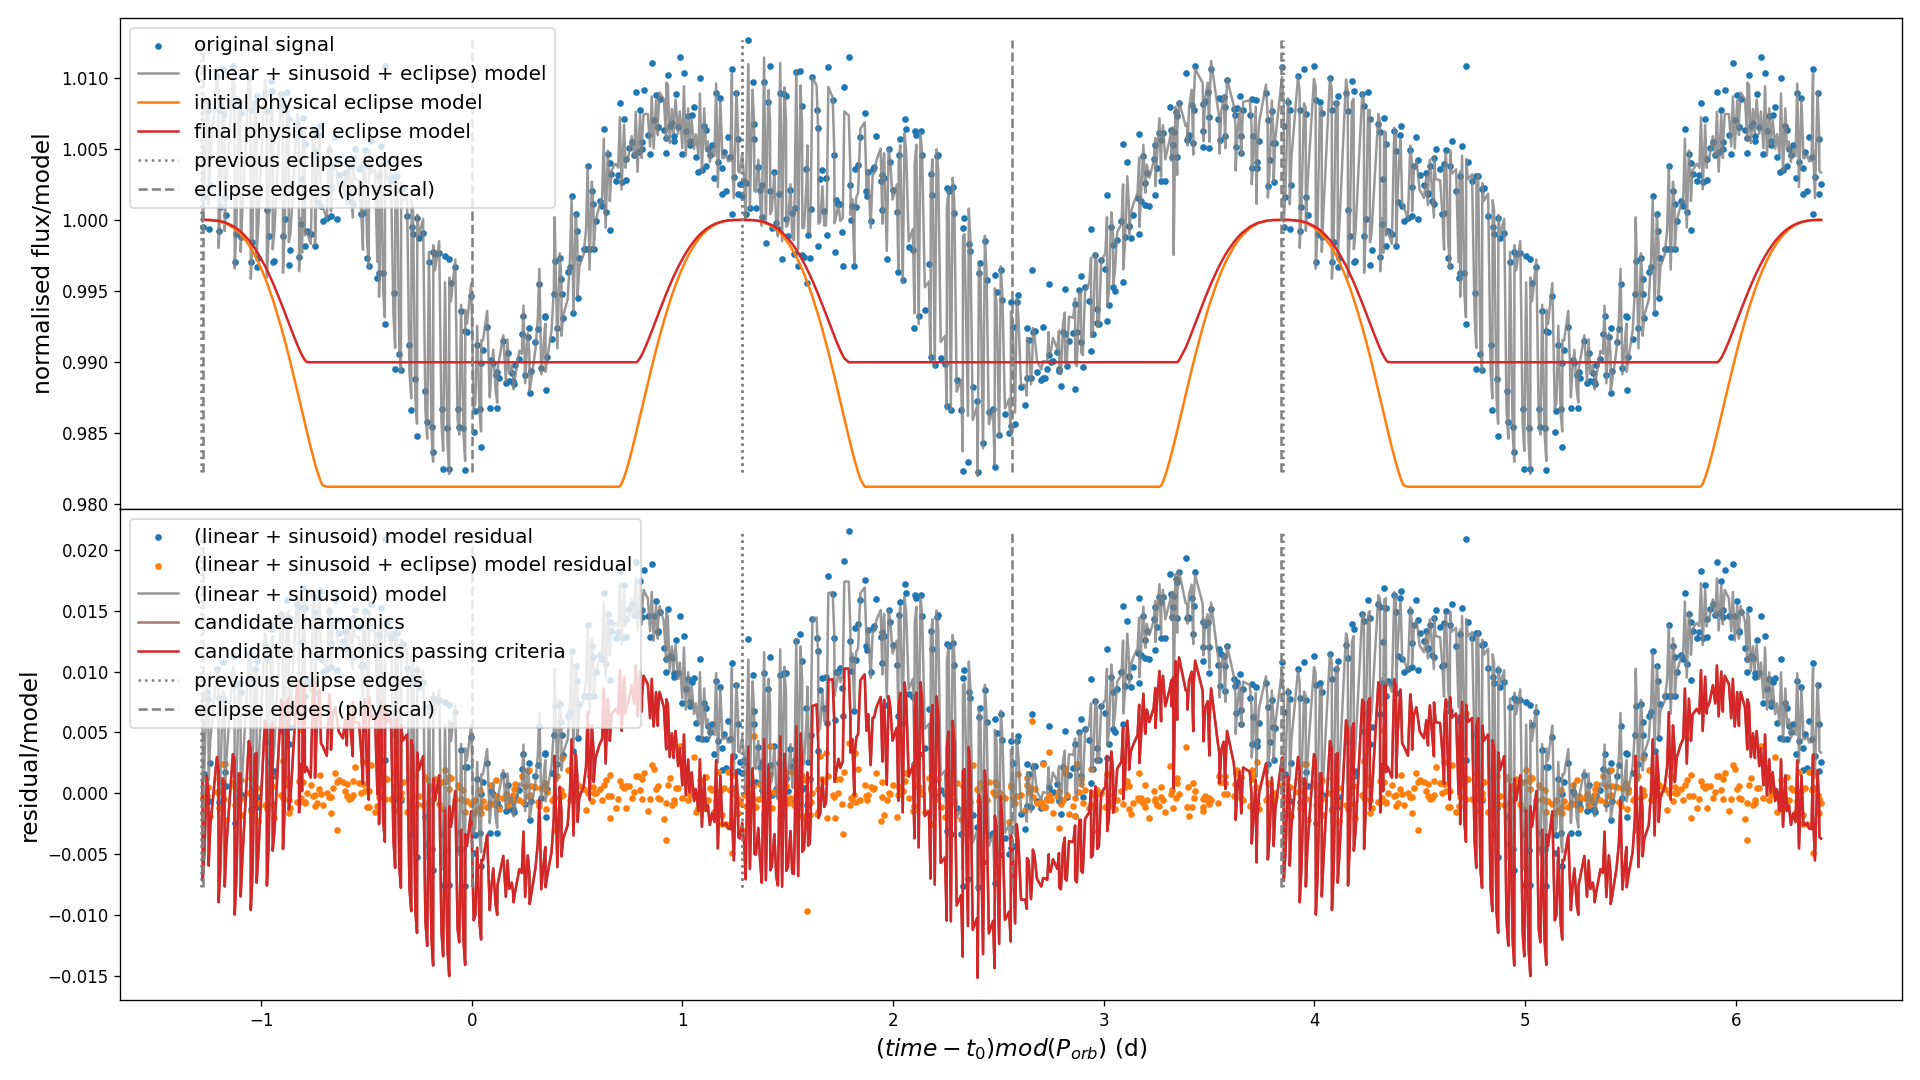 original signal
(linear + sinusoid + eclipse) model
initial physical eclipse model
final physical eclipse model
previous eclipse edges
eclipse edges (physical)
normalised flux/model
1.010
1.005
1.000
0.995
0.990
0.985
0.980
(linear + sinusoid) model residual
(linear + sinusoid + eclipse) model residual
(linear + sinusoid) model
candidate harmonics
candidate harmonics passing criteria
previous eclipse edges
eclipse edges (physical)
residual/model
0.020
0.015
0.010
0.005
0.000
−0.005
−0.010
−0.015
−1 0 1 2 3 4 5 6
(time − t₀)mod(P_orb) (d)